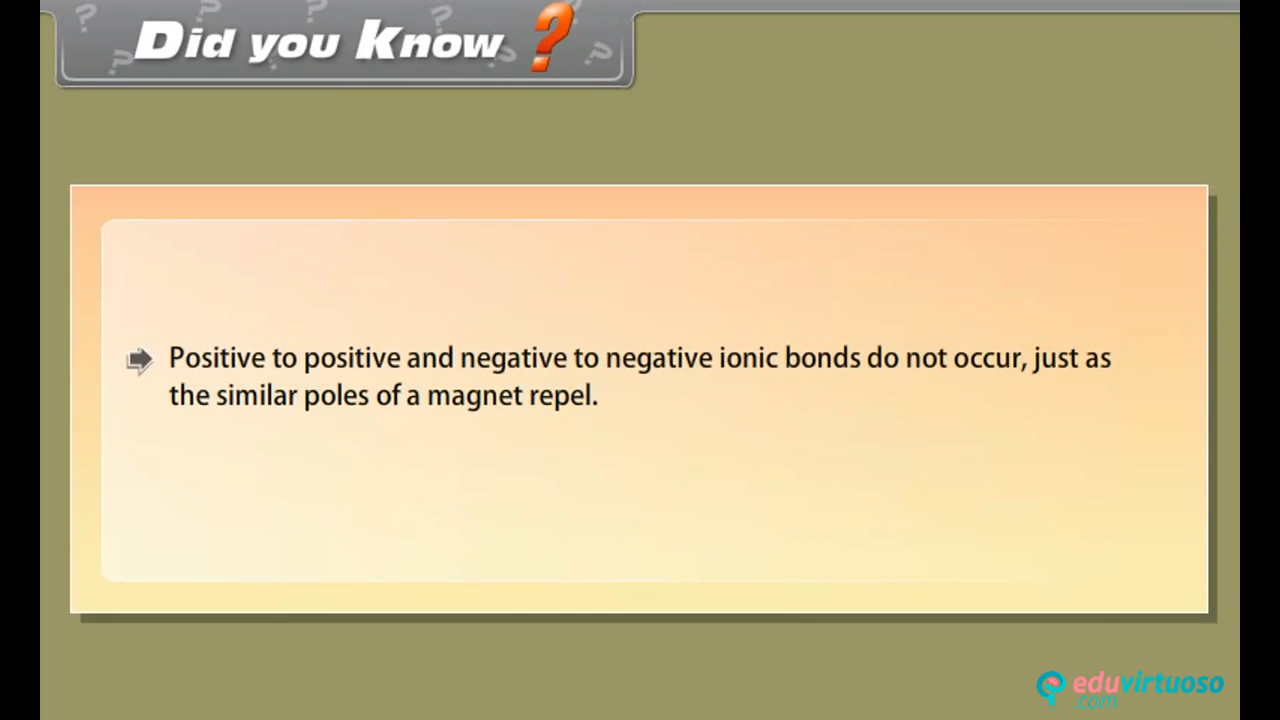 Did you Know ?
Positive to positive and negative to negative ionic bonds do not occur, just as
the similar poles of a magnet repel.
eduvirtuoso
.com